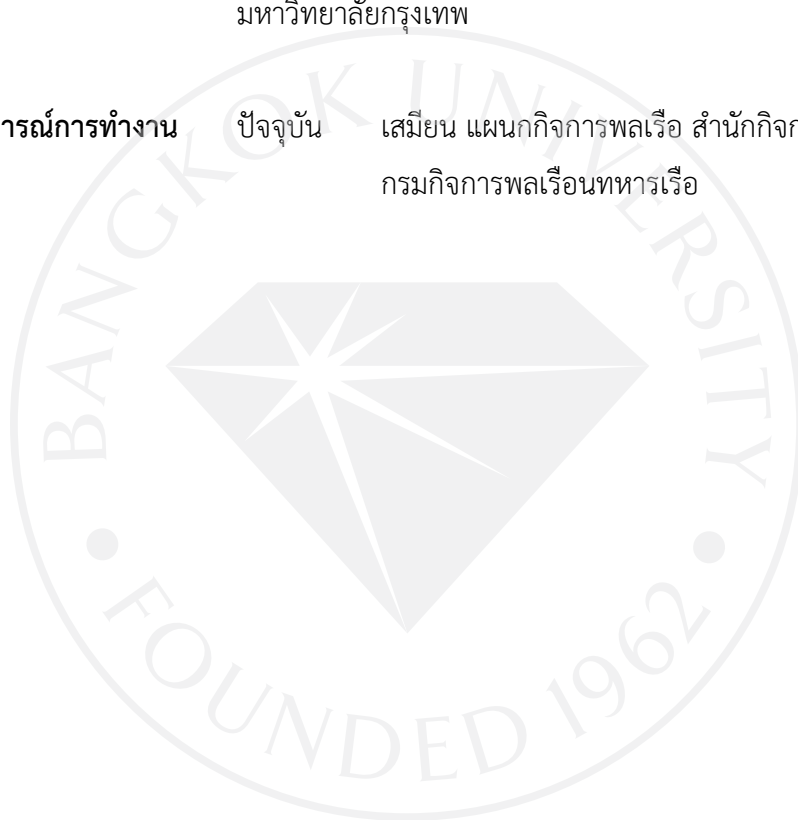 มหาวิทยาลัยกรุงเทพ
ารณ์การทำงาน ปัจจุบัน เสมียน แผนกกิจการพลเรือ สำนักกิจก
กรมกิจการพลเรือนทหารเรือ
BANGKOK UNIVERSITY
FOUNDED 1962